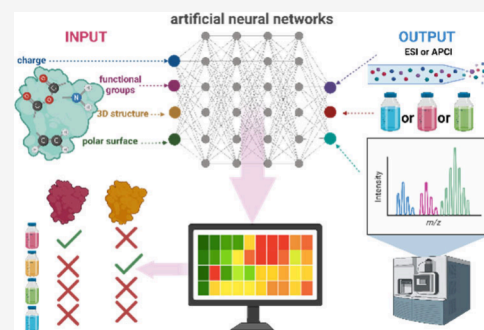 artificial neural networks
INPUT
OUTPUT
ESI or APCI
charge
functional
groups
3D structure
polar surface
or
or
Intensity
m/z